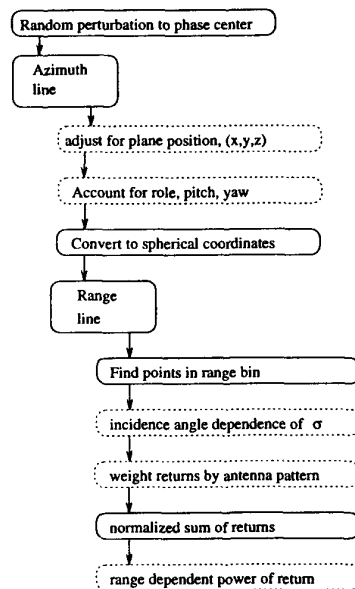 Random perturbation to phase center
Azimuth
line
adjust for plane position, (x,y,z)
Account for role, pitch, yaw
Convert to spherical coordinates
Range
line
Find points in range bin
incidence angle dependence of σ
weight returns by antenna pattern
normalized sum of returns
range dependent power of return